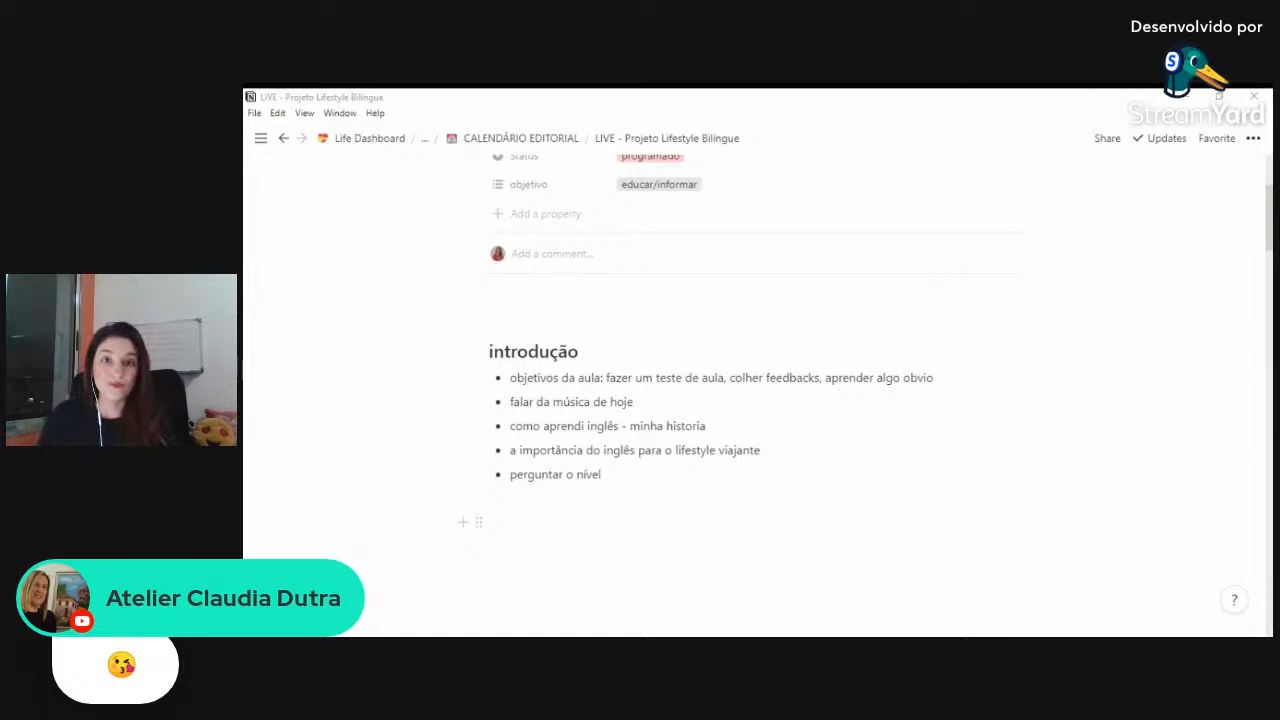 Desenvolvido por
StreamYard
LIVE - Projeto Lifestyle Bilíngue
File Edit View Window Help
Life Dashboard / ... / CALENDÁRIO EDITORIAL / LIVE - Projeto Lifestyle Bilíngue
Share Updates Favorite •••
Status programado
objetivo educar/informar
Add a property
Add a comment...
introdução
• objetivos da aula: fazer um teste de aula, colher feedbacks, aprender algo obvio
• falar da música de hoje
• como aprendi inglês - minha historia
• a importância do inglês para o lifestyle viajante
• perguntar o nível
?
Atelier Claudia Dutra
😘